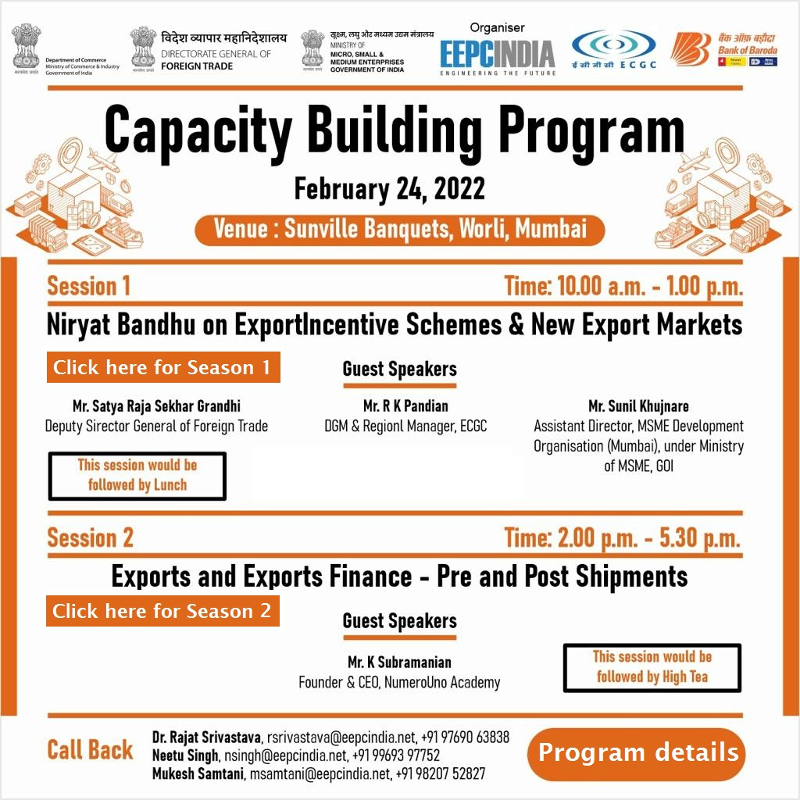 Organiser
Department of Commerce
Ministry of Commerce & Industry
Government of India
विदेश व्यापार महानिदेशालय
DIRECTORATE GENERAL OF
FOREIGN TRADE
सूक्ष्म, लघु और मध्यम उद्यम मंत्रालय
MINISTRY OF
MICRO, SMALL &
MEDIUM ENTERPRISES
GOVERNMENT OF INDIA
EEPC INDIA
ENGINEERING THE FUTURE
ई सी जी सी ECGC
बैंक ऑफ़ बड़ौदा
Bank of Baroda
Capacity Building Program
February 24, 2022
Venue : Sunville Banquets, Worli, Mumbai
Session 1 Time: 10.00 a.m. - 1.00 p.m.
Niryat Bandhu on ExportIncentive Schemes & New Export Markets
Click here for Season 1
Guest Speakers
Mr. Satya Raja Sekhar Grandhi
Deputy Sirector General of Foreign Trade
Mr. R K Pandian
DGM & Regionl Manager, ECGC
Mr. Sunil Khujnare
Assistant Director, MSME Development
Organisation (Mumbai), under Ministry
of MSME, GOI
This session would be
followed by Lunch
Session 2 Time: 2.00 p.m. - 5.30 p.m.
Exports and Exports Finance - Pre and Post Shipments
Click here for Season 2
Guest Speakers
Mr. K Subramanian
Founder & CEO, NumeroUno Academy
This session would be
followed by High Tea
Call Back
Dr. Rajat Srivastava, rsrivastava@eepcindia.net, +91 97690 63838
Neetu Singh, nsingh@eepcindia.net, +91 99693 97752
Mukesh Samtani, msamtani@eepcindia.net, +91 98207 52827
Program details